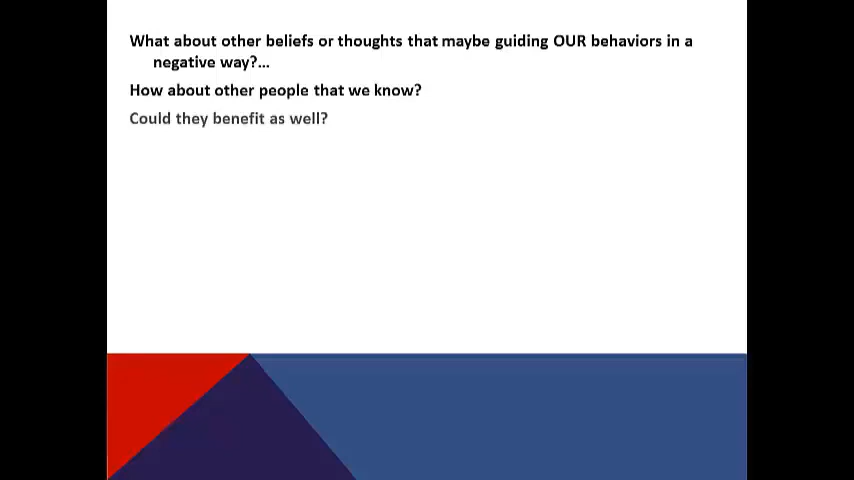 What about other beliefs or thoughts that maybe guiding OUR behaviors in a
negative way?...
How about other people that we know?
Could they benefit as well?